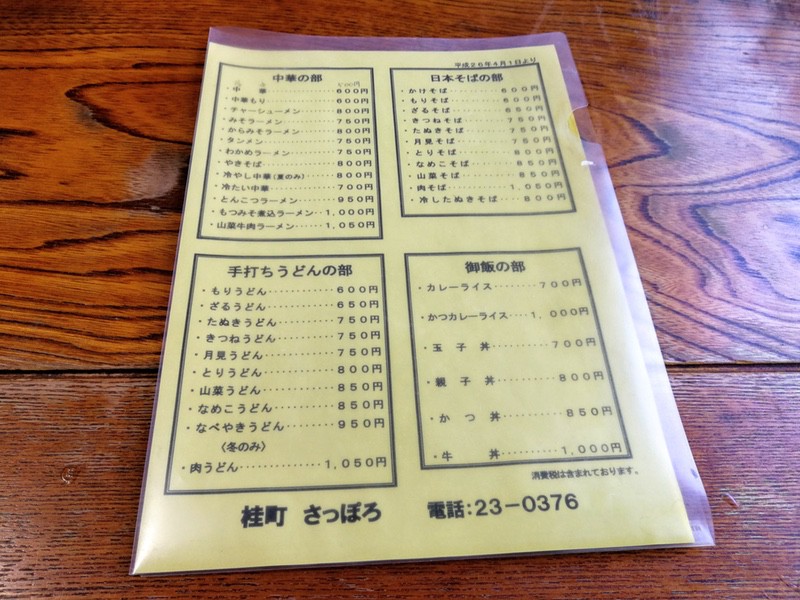 平成26年4月1日より
中華の部
・中　華・・・・・・・・・・600円
・中華もり・・・・・・・・・600円
・チャーシューメン・・・・・800円
・みそラーメン・・・・・・・750円
・からみそラーメン・・・・・800円
・タンメン・・・・・・・・・750円
・わかめラーメン・・・・・・750円
・やきそば・・・・・・・・・800円
・冷やし中華(夏のみ)・・・・800円
・冷たい中華・・・・・・・・700円
・とんこつラーメン・・・・・950円
・もつみそ煮込ラーメン・・1,000円
・山菜牛肉ラーメン・・・・1,050円
日本そばの部
・かけそば・・・・・・・600円
・もりそば・・・・・・・600円
・ざるそば・・・・・・・650円
・きつねそば・・・・・・750円
・たぬきそば・・・・・・750円
・月見そば・・・・・・・750円
・とりそば・・・・・・・800円
・なめこそば・・・・・・850円
・山菜そば・・・・・・・850円
・肉そば・・・・・・・1,050円
・冷したぬきそば・・・・800円
手打ちうどんの部
・もりうどん・・・・・・・・600円
・ざるうどん・・・・・・・・650円
・たぬきうどん・・・・・・・750円
・きつねうどん・・・・・・・750円
・月見うどん・・・・・・・・750円
・とりうどん・・・・・・・・800円
・山菜うどん・・・・・・・・850円
・なめこうどん・・・・・・・850円
・なべやきうどん・・・・・・950円
〈冬のみ〉
・肉うどん・・・・・・・・1,050円
御飯の部
・カレーライス・・・・・・700円
・かつカレーライス・・・1,000円
・玉　子　丼・・・・・・・700円
・親　子　丼・・・・・・・800円
・か　つ　丼・・・・・・・850円
・牛　　　丼・・・・・・1,000円
消費税は含まれております。
桂町　さっぽろ　　電話:23-0376